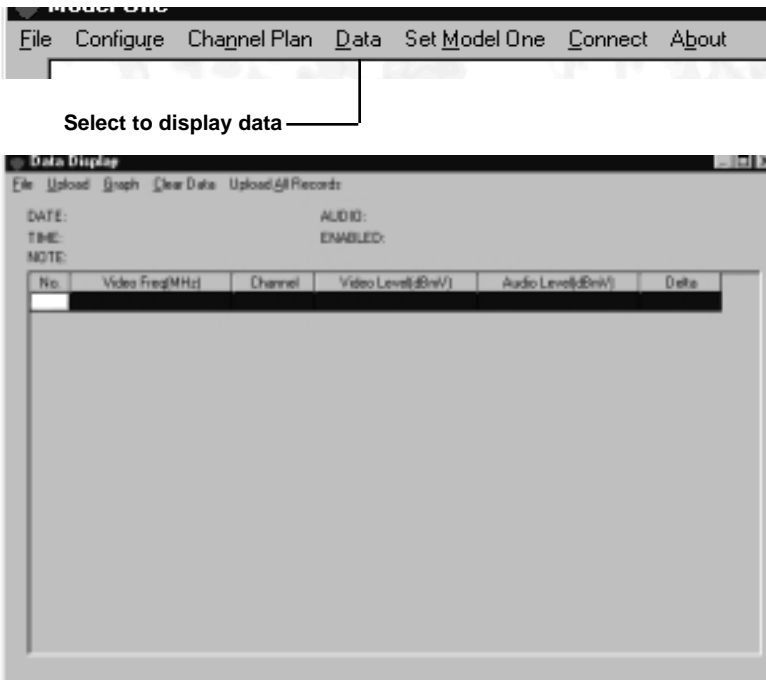 Model One
File Configure Channel Plan Data Set Model One Connect About
Select to display data
Data Display
File Upload Graph Clear Data Upload All Records
DATE: AUDIO:
TIME: ENABLED:
NOTE:
No. Video Freq(MHz) Channel Video Level(dBmV) Audio Level(dBmV) Delta